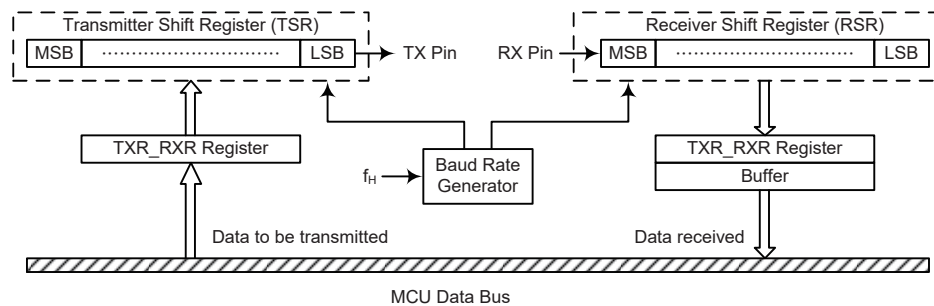 Transmitter Shift Register (TSR)
MSB ........................................ LSB
TX Pin
RX Pin
Receiver Shift Register (RSR)
MSB ........................................ LSB
TXR_RXR Register
fH
Baud Rate
Generator
TXR_RXR Register
Buffer
Data to be transmitted
Data received
MCU Data Bus